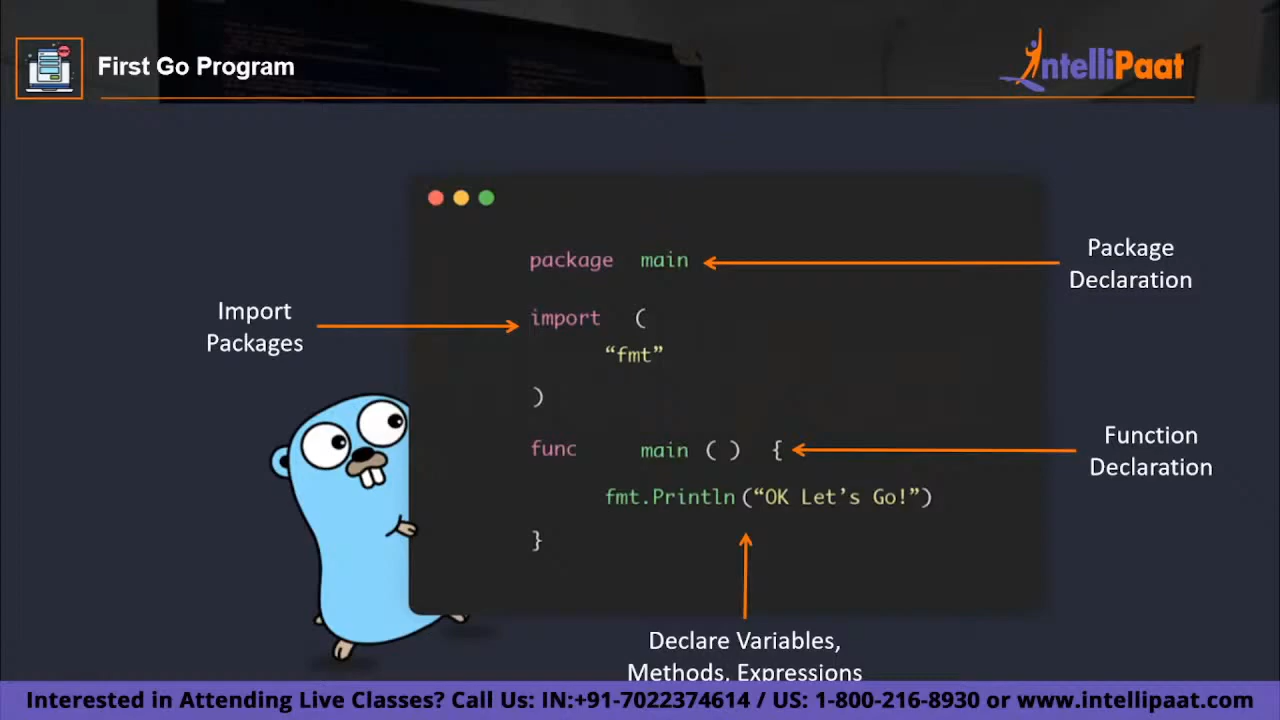 First Go Program
IntelliPaat
package main
Package
Declaration
import (
Import
Packages
“fmt”
)
func main ( ) {
Function
Declaration
fmt.Println(“OK Let’s Go!”)
}
Declare Variables,
Methods, Expressions
Interested in Attending Live Classes? Call Us: IN:+91-7022374614 / US: 1-800-216-8930 or www.intellipaat.com